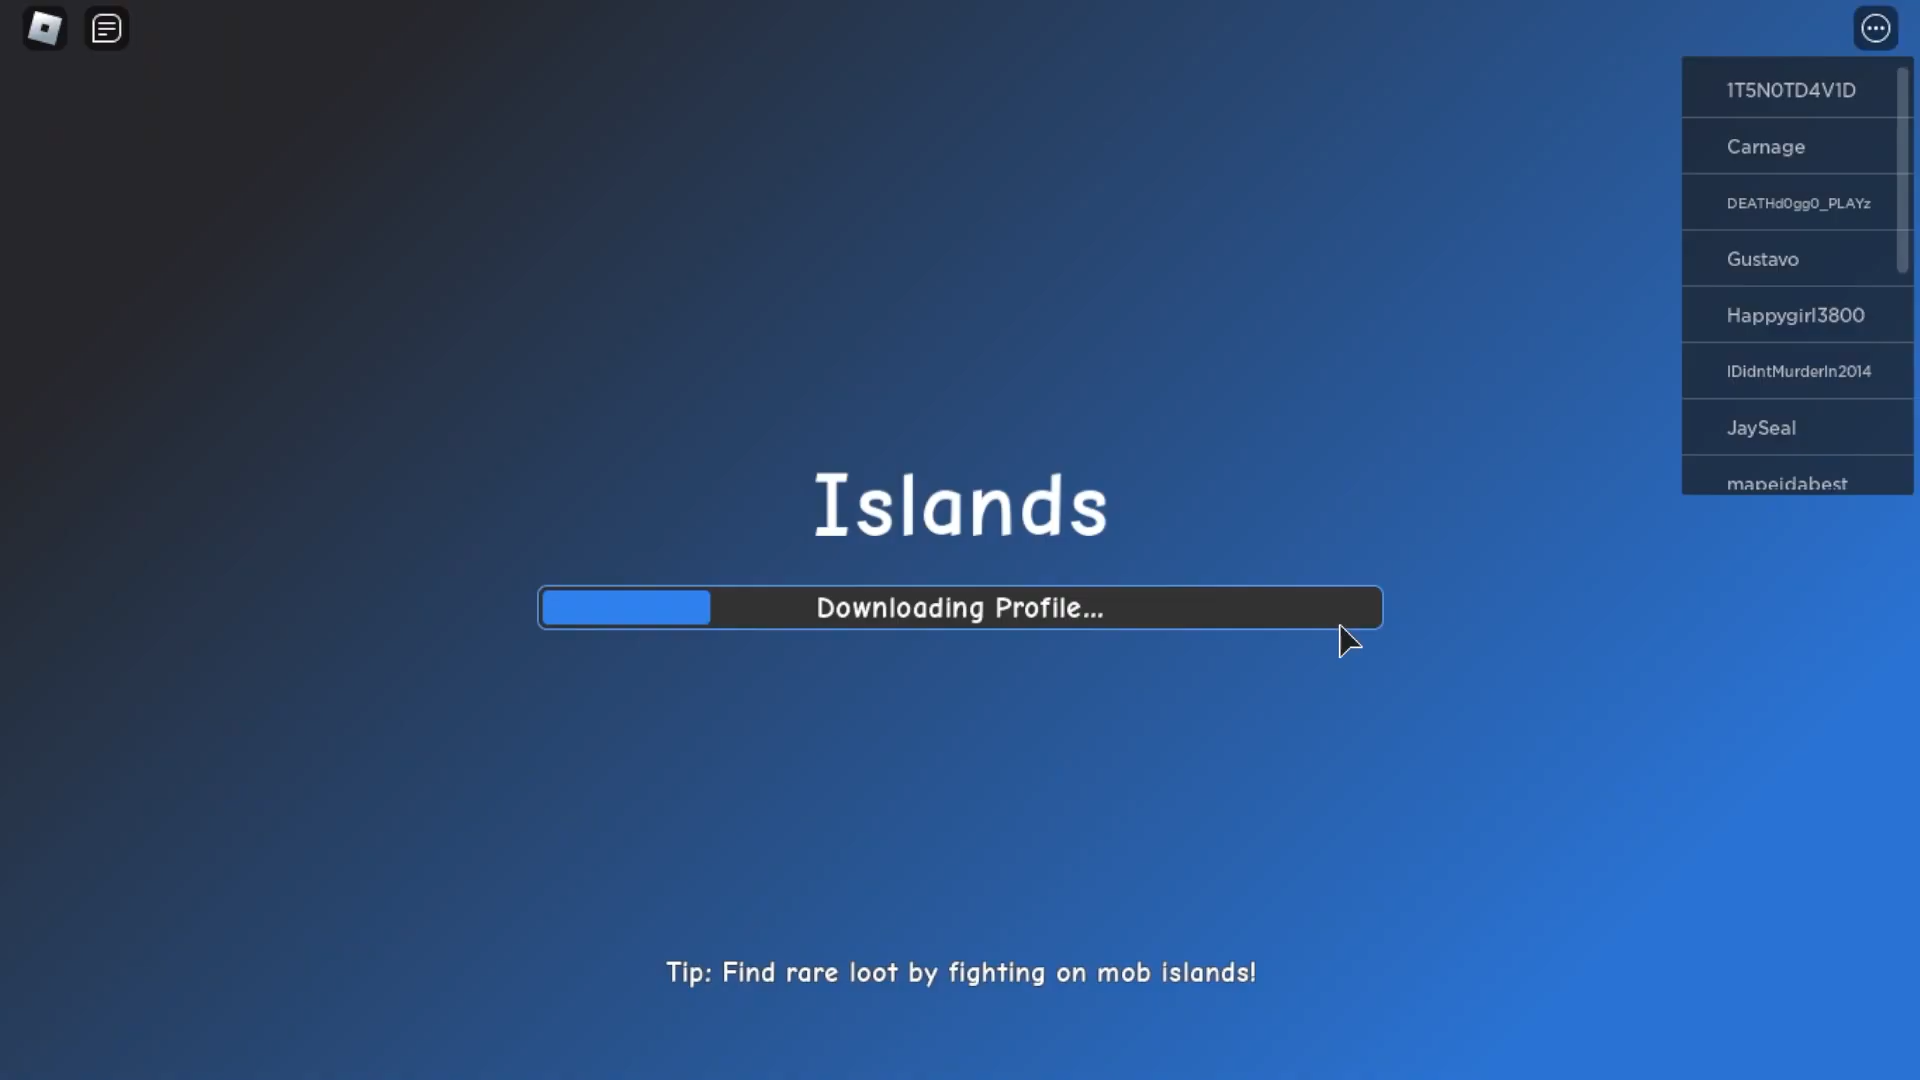 1T5N0TD4V1D
Carnage
DEATHd0gg0_PLAYz
Gustavo
Happygirl3800
IDidntMurderIn2014
JaySeal
mapeidabest
Islands
Downloading Profile...
Tip: Find rare loot by fighting on mob islands!